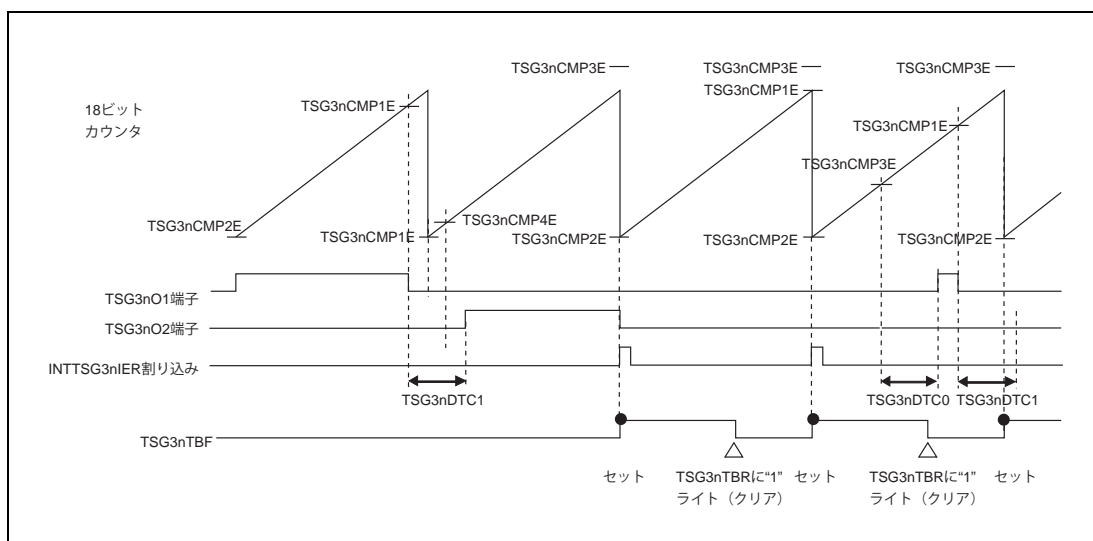 TSG3nCMP3E
TSG3nCMP3E
TSG3nCMP3E
18ビット
カウンタ
TSG3nCMP1E
TSG3nCMP1E
TSG3nCMP1E
TSG3nCMP3E
TSG3nCMP2E
TSG3nCMP4E
TSG3nCMP1E
TSG3nCMP2E
TSG3nCMP2E
TSG3nCMP2E
TSG3nO1端子
TSG3nO2端子
INTTSG3nIER割り込み
TSG3nDTC1
TSG3nDTC0
TSG3nDTC1
TSG3nTBF
セット
TSG3nTBRに“1”
ライト（クリア）
セット
TSG3nTBRに“1”
ライト（クリア）
セット